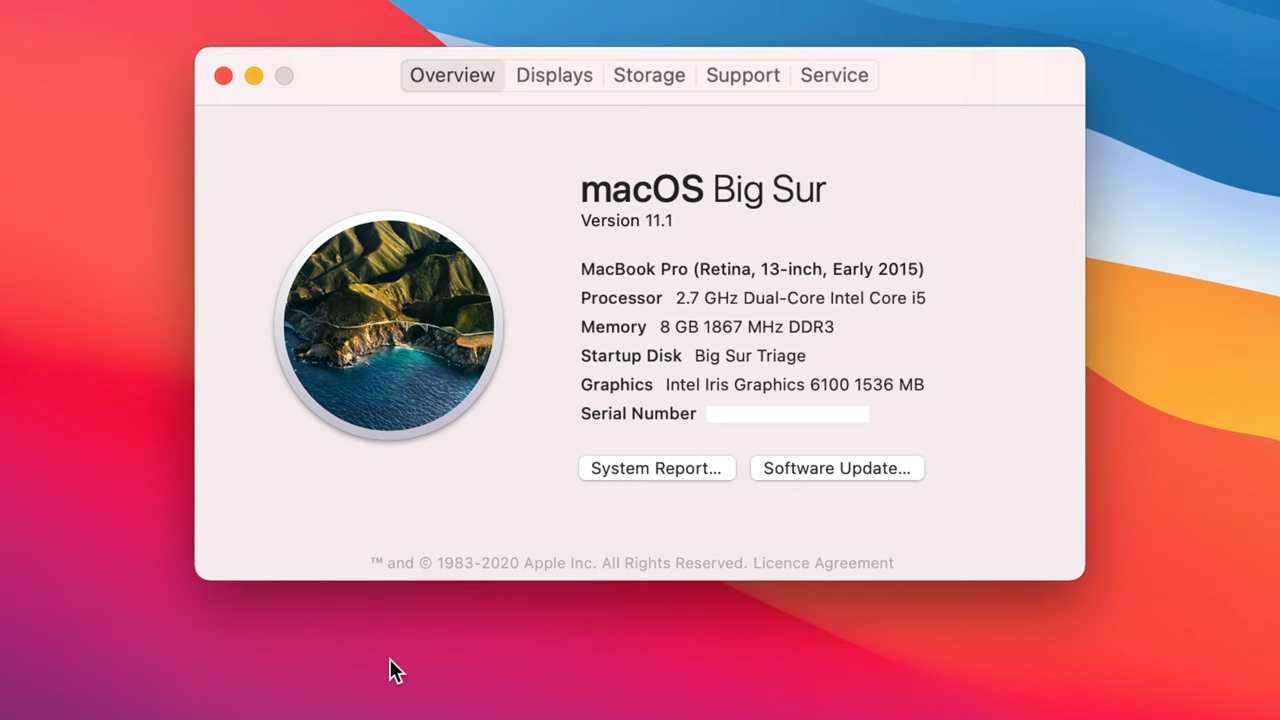 Overview Displays Storage Support Service
macOS Big Sur
Version 11.1
MacBook Pro (Retina, 13-inch, Early 2015)
Processor 2.7 GHz Dual-Core Intel Core i5
Memory 8 GB 1867 MHz DDR3
Startup Disk Big Sur Triage
Graphics Intel Iris Graphics 6100 1536 MB
Serial Number
System Report... Software Update...
™ and © 1983-2020 Apple Inc. All Rights Reserved. Licence Agreement